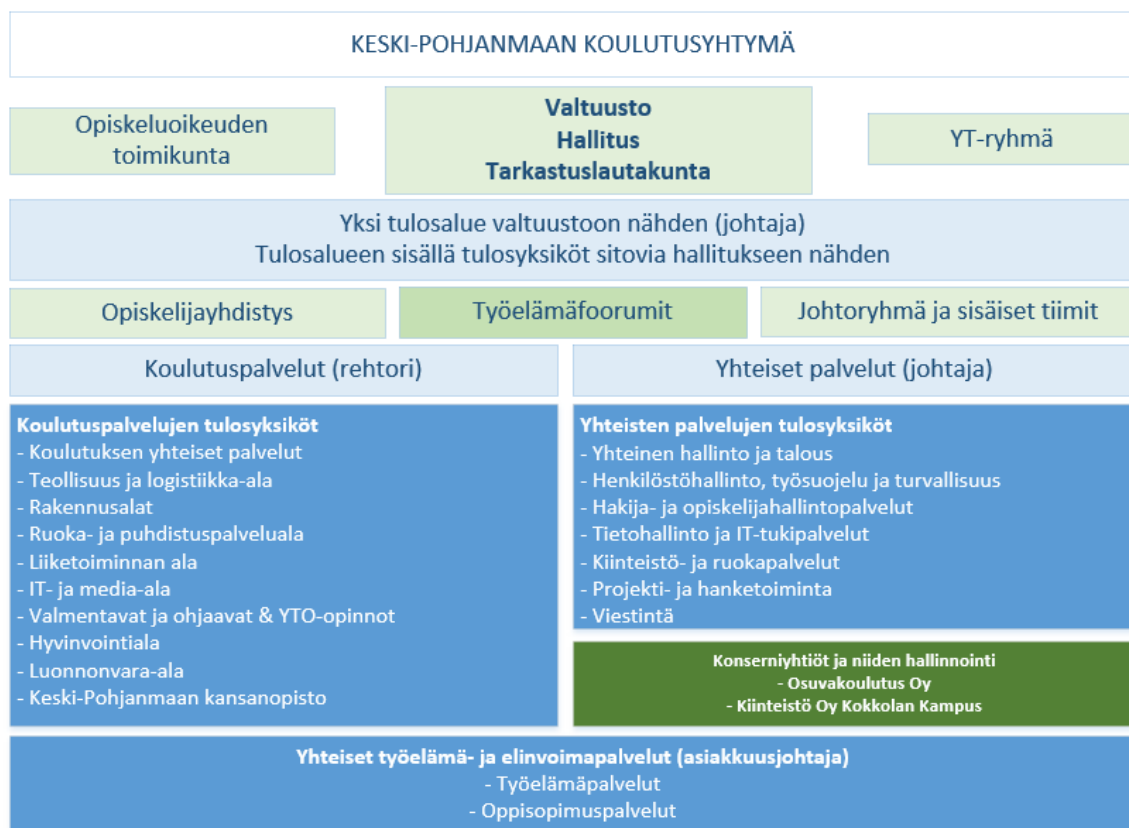 KESKI-POHJANMAAN KOULUTUSYHTYMÄ
Opiskeluoikeuden
toimikunta
Valtuusto
Hallitus
Tarkastuslautakunta
YT-ryhmä
Yksi tulosalue valtuustoon nähden (johtaja)
Tulosalueen sisällä tulosyksiköt sitovia hallitukseen nähden
Opiskelijayhdistys
Työelämäfoorumit
Johtoryhmä ja sisäiset tiimit
Koulutuspalvelut (rehtori)
Yhteiset palvelut (johtaja)
Koulutuspalvelujen tulosyksiköt
- Koulutuksen yhteiset palvelut
- Teollisuus ja logistiikka-ala
- Rakennusalat
- Ruoka- ja puhdistuspalveluala
- Liiketoiminnan ala
- IT- ja media-ala
- Valmentavat ja ohjaavat & YTO-opinnot
- Hyvinvointiala
- Luonnonvara-ala
- Keski-Pohjanmaan kansanopisto
Yhteisten palvelujen tulosyksiköt
- Yhteinen hallinto ja talous
- Henkilöstöhallinto, työsuojelu ja turvallisuus
- Hakija- ja opiskelijahallintopalvelut
- Tietohallinto ja IT-tukipalvelut
- Kiinteistö- ja ruokapalvelut
- Projekti- ja hanketoiminta
- Viestintä
Konserniyhtiöt ja niiden hallinnointi
- Osuvakoulutus Oy
- Kiinteistö Oy Kokkolan Kampus
Yhteiset työelämä- ja elinvoimapalvelut (asiakkuusjohtaja)
- Työelämäpalvelut
- Oppisopimuspalvelut